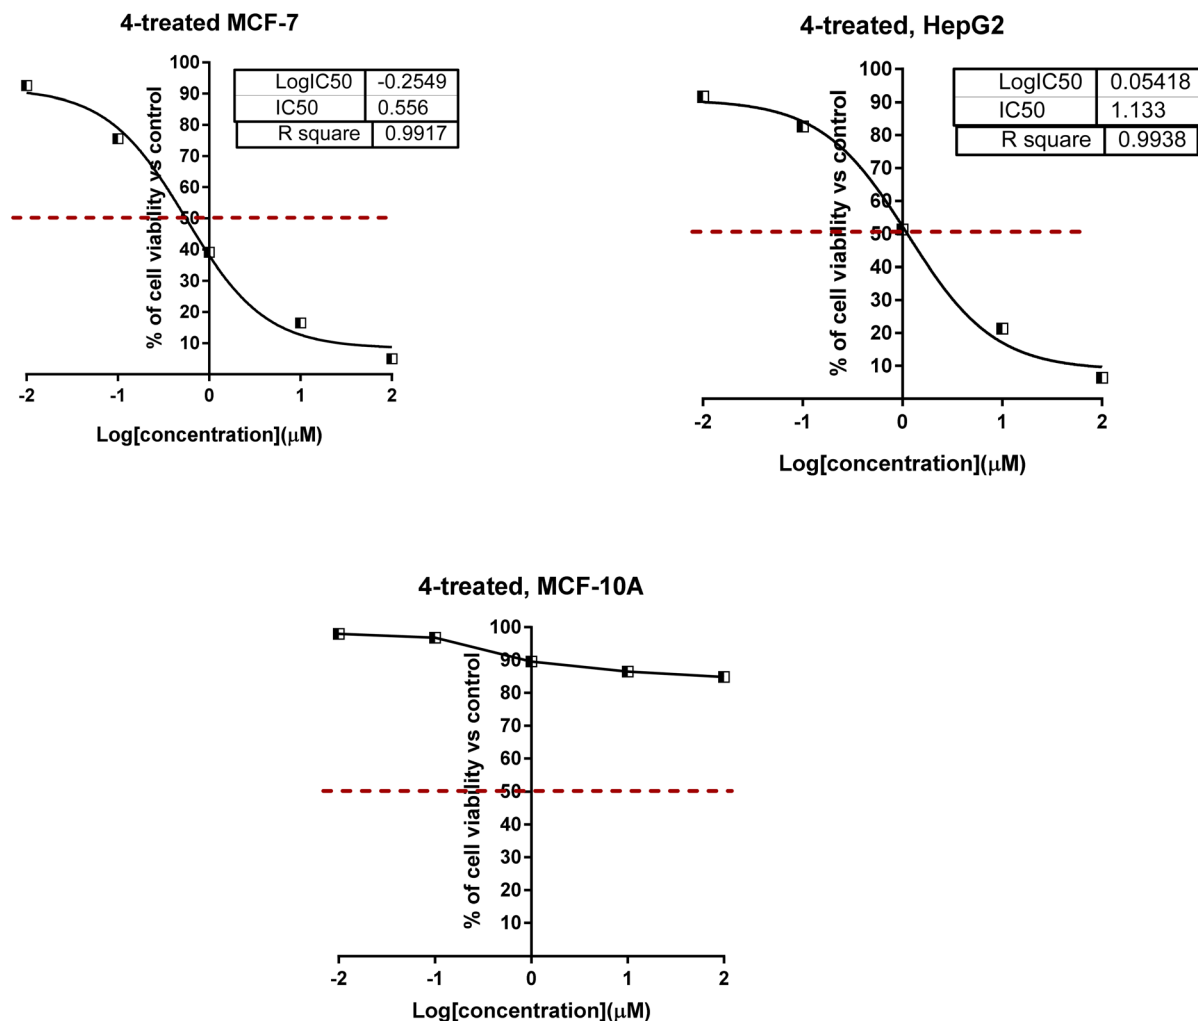 4-treated MCF-7
LogIC50 -0.2549
IC50 0.556
R square 0.9917
100
90
80
70
60
50
40
30
20
10
% of cell viability vs control
-2 -1 0 1 2
Log[concentration](μM)
4-treated, HepG2
LogIC50 0.05418
IC50 1.133
R square 0.9938
100
90
80
70
60
50
40
30
20
10
% of cell viability vs control
-2 -1 0 1 2
Log[concentration](μM)
4-treated, MCF-10A
100
90
80
70
60
50
40
30
20
10
% of cell viability vs control
-2 -1 0 1 2
Log[concentration](μM)